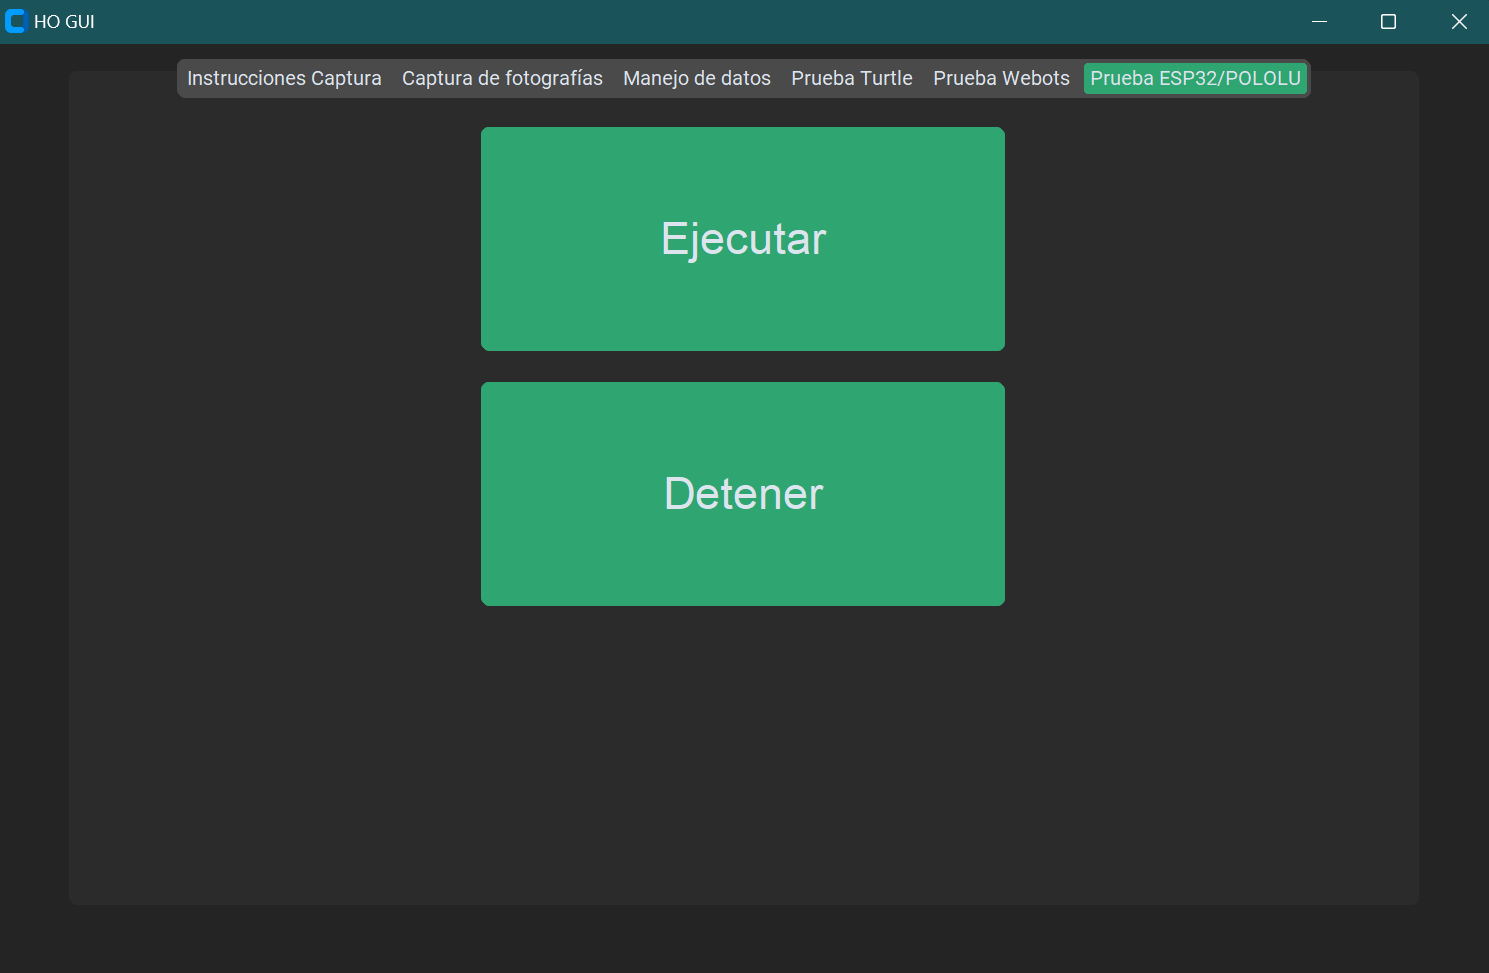 HO GUI
Instrucciones Captura Captura de fotografías Manejo de datos Prueba Turtle Prueba Webots Prueba ESP32/POLOLU
Ejecutar
Detener